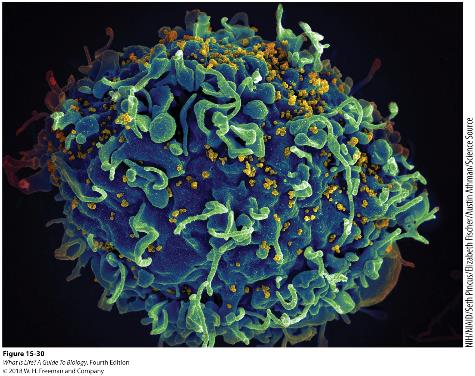 NIH/NIAID/Seth Pincus/Elizabeth Fischer/Austin Athman/Science Source
Figure 15-30
What Is Life? A Guide To Biology, Fourth Edition
© 2018 W. H. Freeman and Company